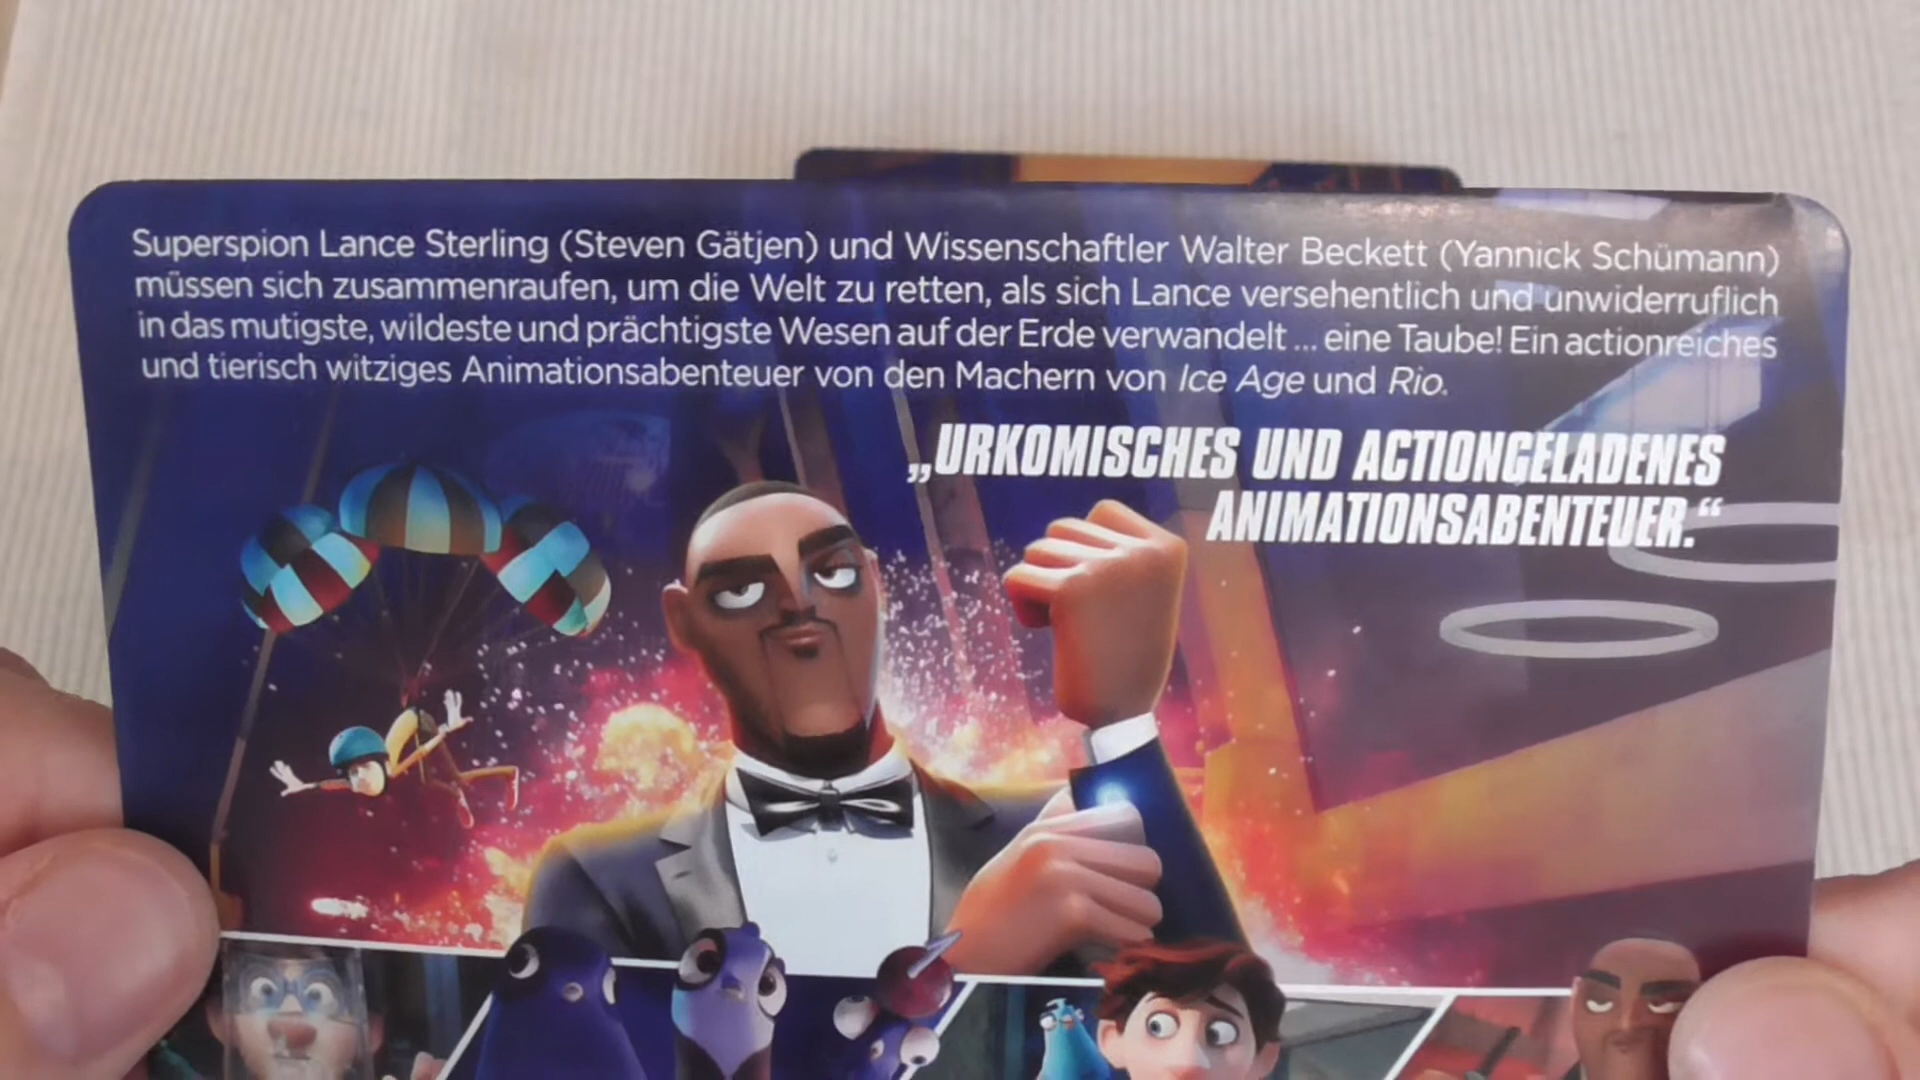 Superspion Lance Sterling (Steven Gätjen) und Wissenschaftler Walter Beckett (Yannick Schümann)
müssen sich zusammenraufen, um die Welt zu retten, als sich Lance versehentlich und unwiderruflich
in das mutigste, wildeste und prächtigste Wesen auf der Erde verwandelt ... eine Taube! Ein actionreiches
und tierisch witziges Animationsabenteuer von den Machern von Ice Age und Rio.
„URKOMISCHES UND ACTIONGELADENES
ANIMATIONSABENTEUER.“